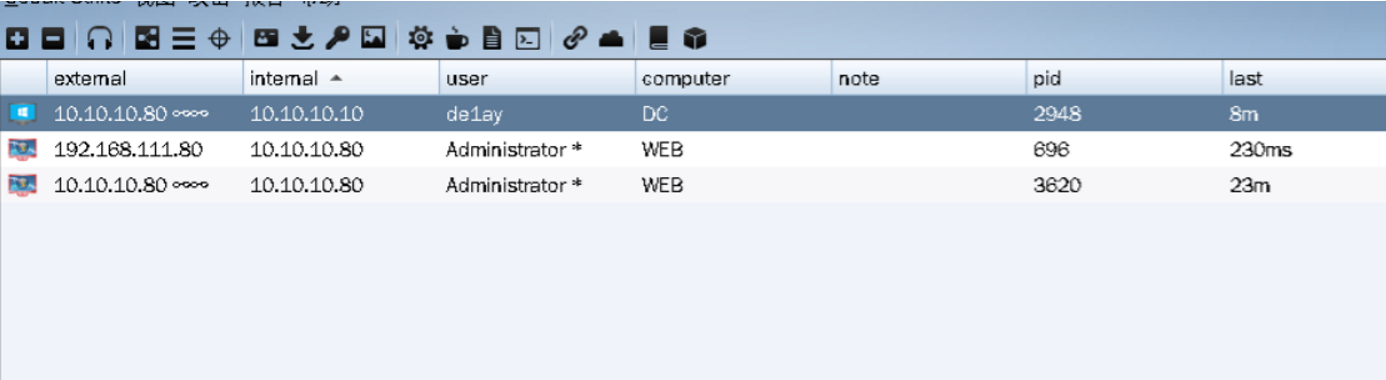 external internal user computer note pid last
10.10.10.80 10.10.10.10 de1ay DC 2948 8m
192.168.111.80 10.10.10.80 Administrator * WEB 696 230ms
10.10.10.80 10.10.10.80 Administrator * WEB 3620 23m